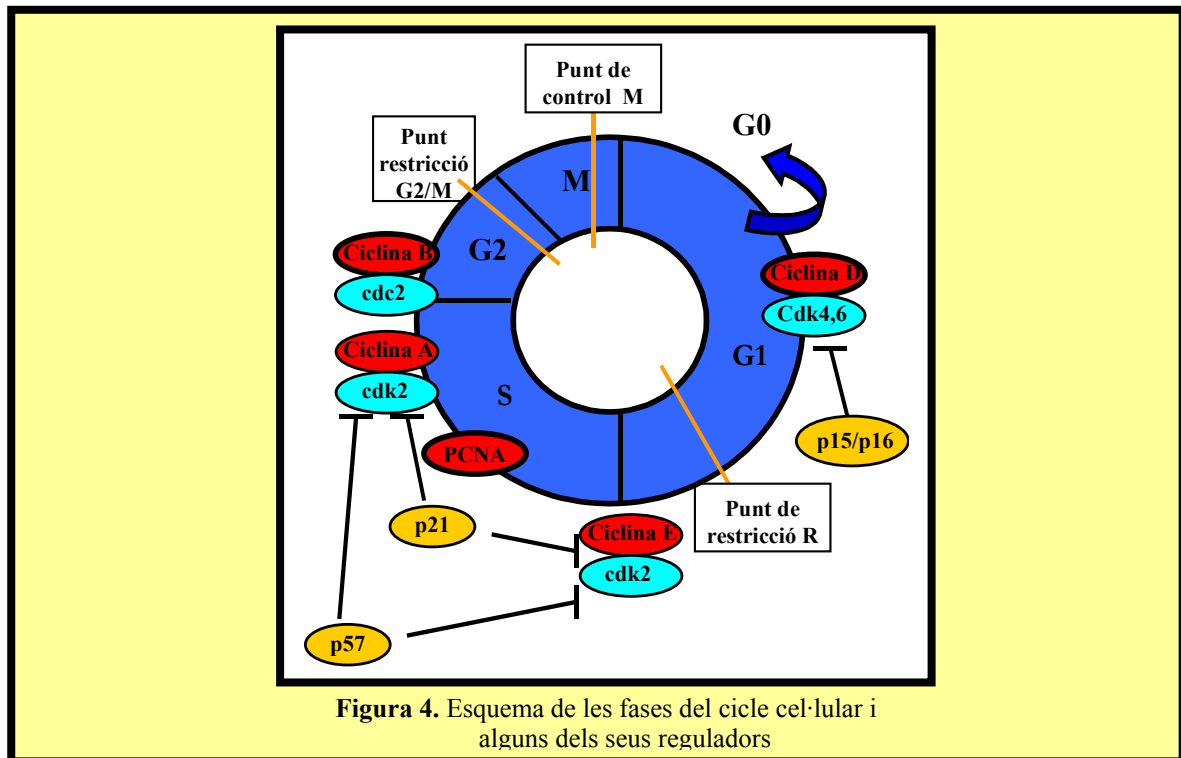 Punt de
control M
G0
Punt
restricció
G2/M
M
Ciclina B
G2
cdc2
Ciclina D
Cdk4,6
Ciclina A
G1
cdk2
S
p15/p16
PCNA
Punt de
restricció R
p21
Ciclina E
cdk2
p57
Figura 4. Esquema de les fases del cicle cel·lular i
alguns dels seus reguladors